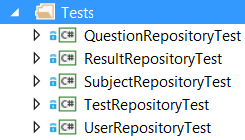 Tests
C# QuestionRepositoryTest
C# ResultRepositoryTest
C# SubjectRepositoryTest
C# TestRepositoryTest
C# UserRepositoryTest